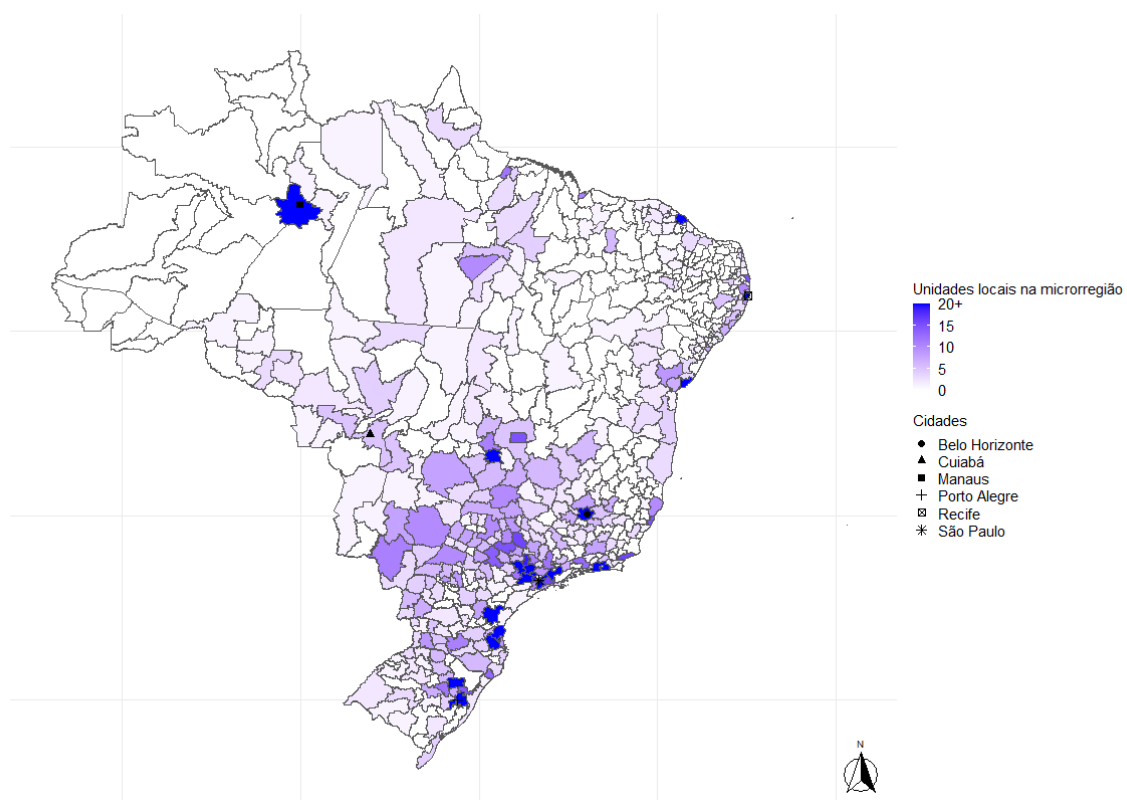 Unidades locais na microrregião
20+
15
10
5
0
Cidades
Belo Horizonte
Cuiabá
Manaus
Porto Alegre
Recife
São Paulo
N